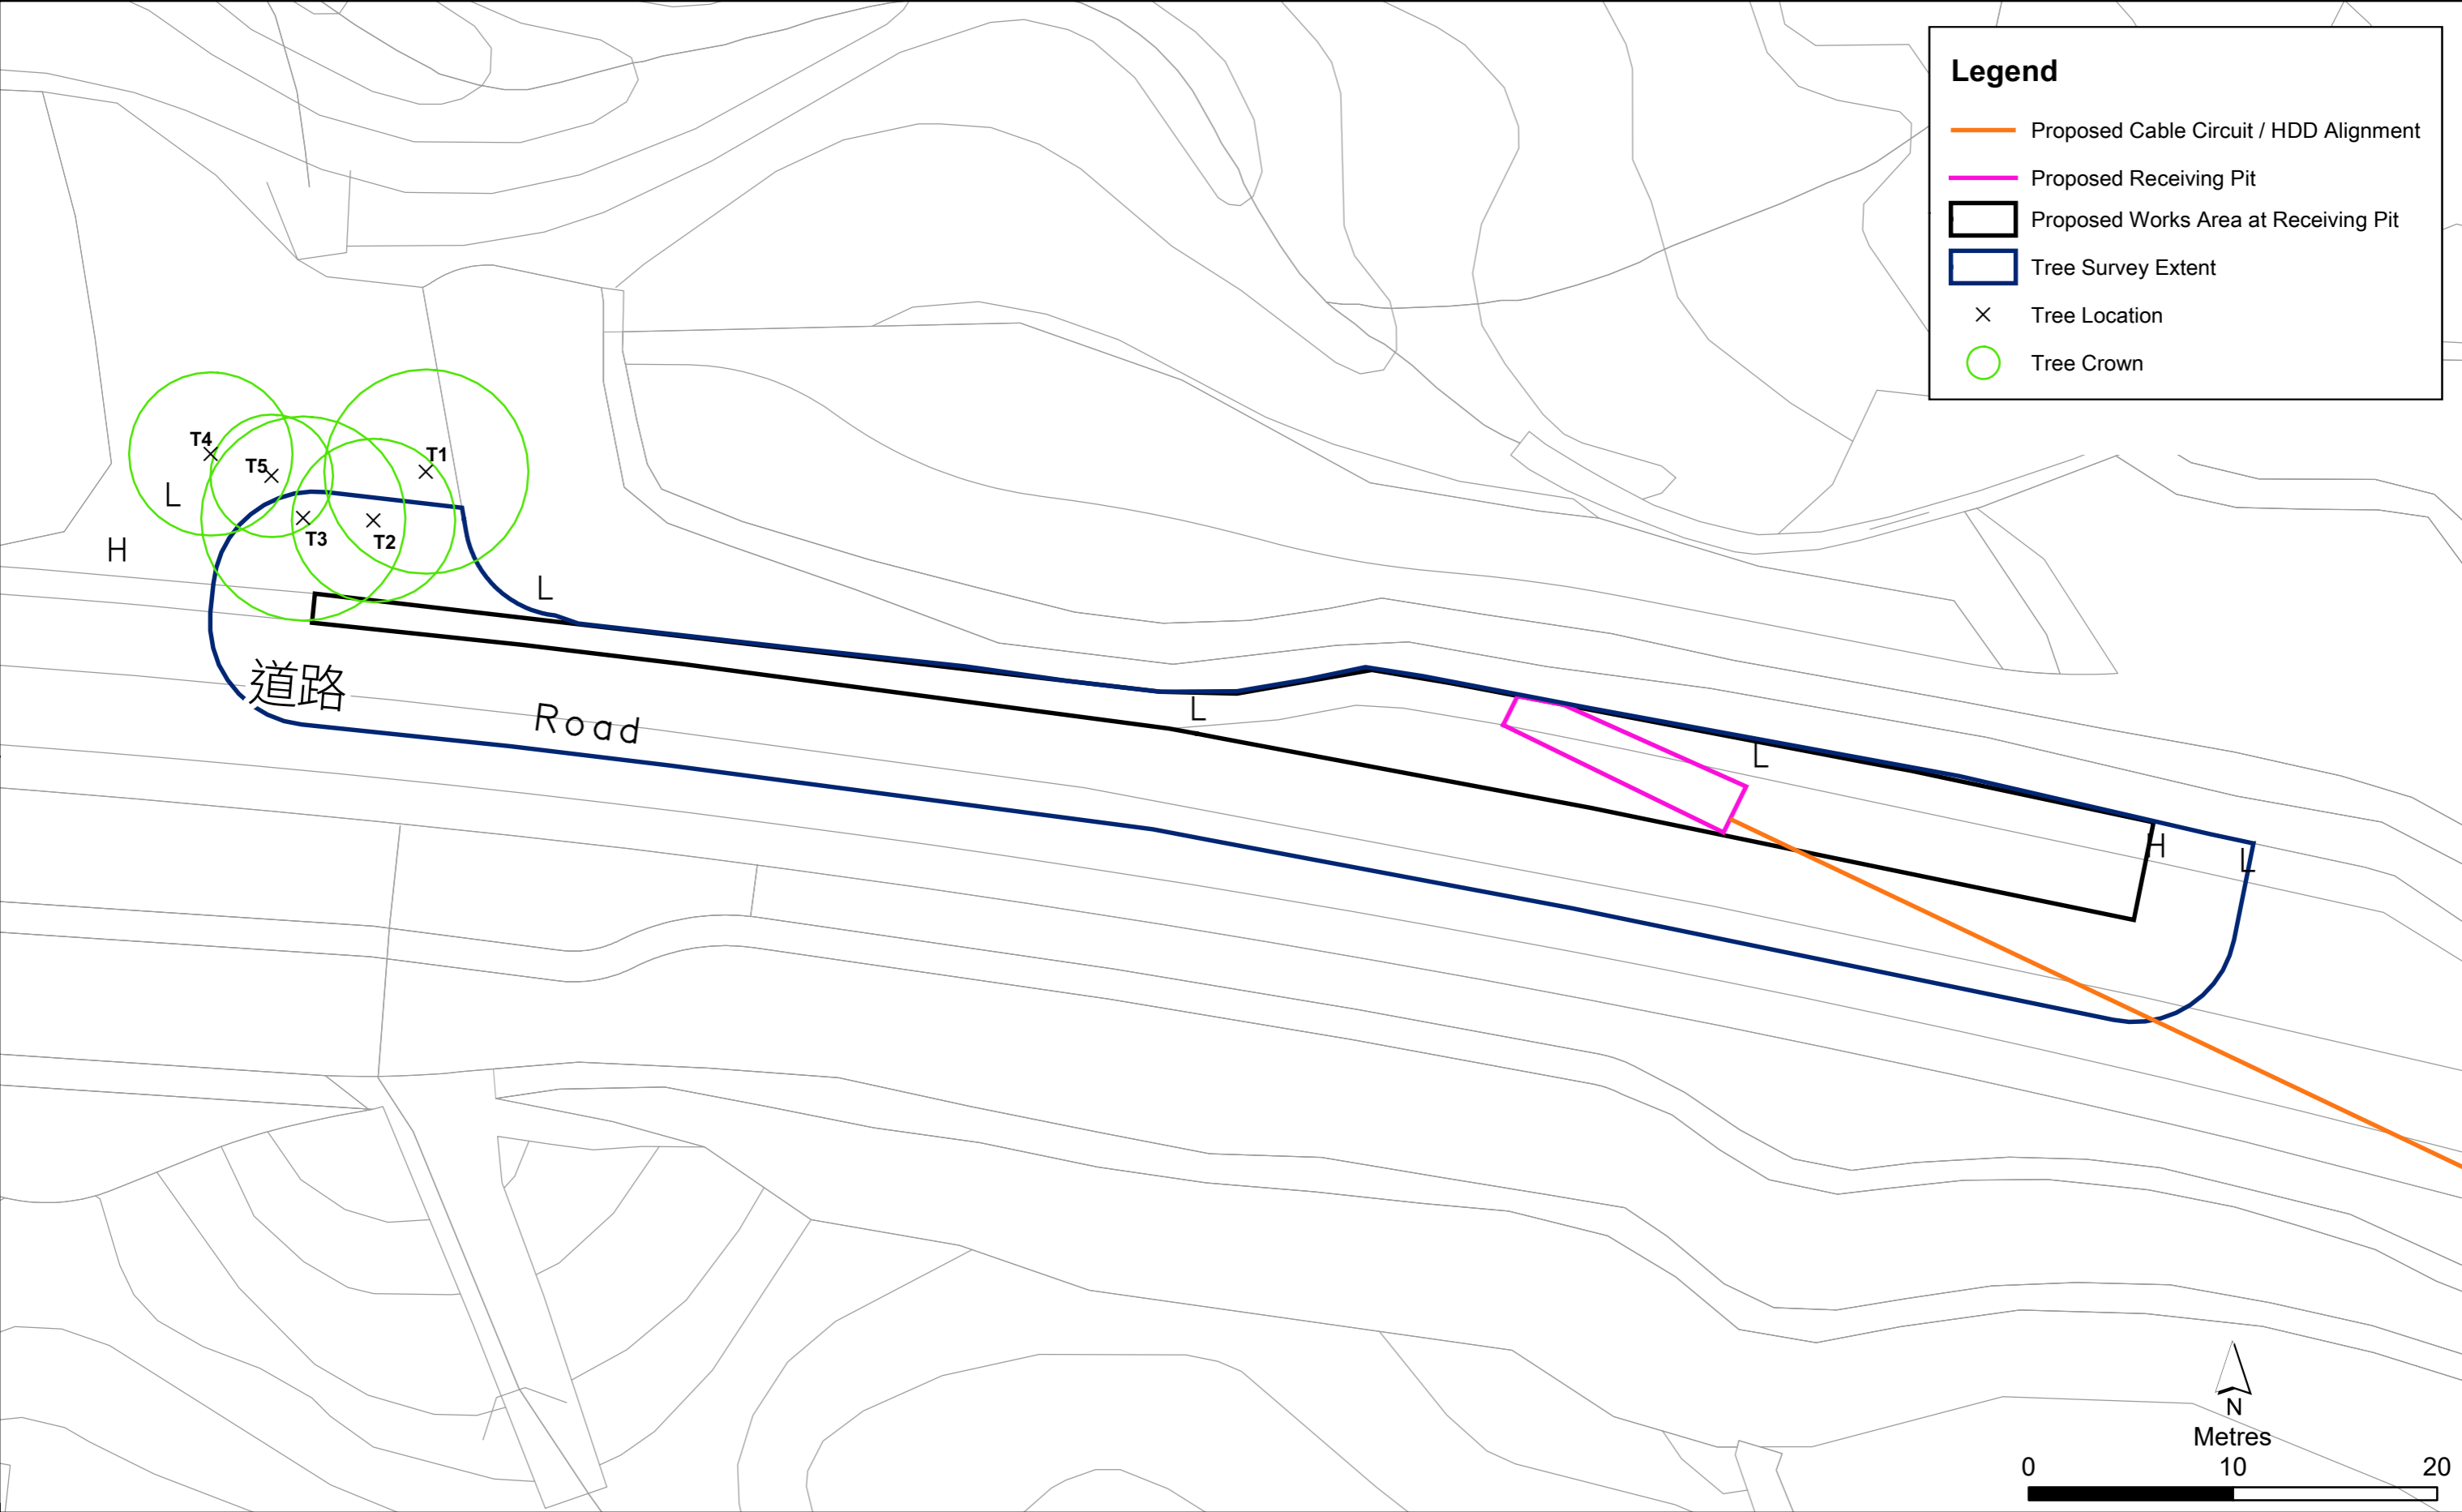 Legend
Proposed Cable Circuit / HDD Alignment
Proposed Receiving Pit
Proposed Works Area at Receiving Pit
Tree Survey Extent
Tree Location
Tree Crown
T4
T5
T1
L
T3
T2
H
L
道路
Road
L
L
H
L
N
Metres
0 10 20